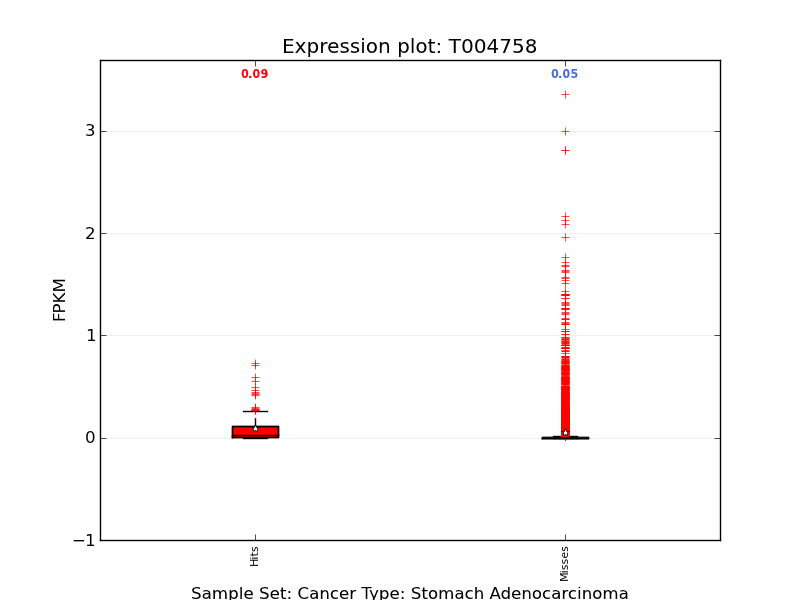 Expression plot: T004758
0.09
0.05
3
2
1
0
−1
FPKM
Hits
Misses
Sample Set: Cancer Type: Stomach Adenocarcinoma